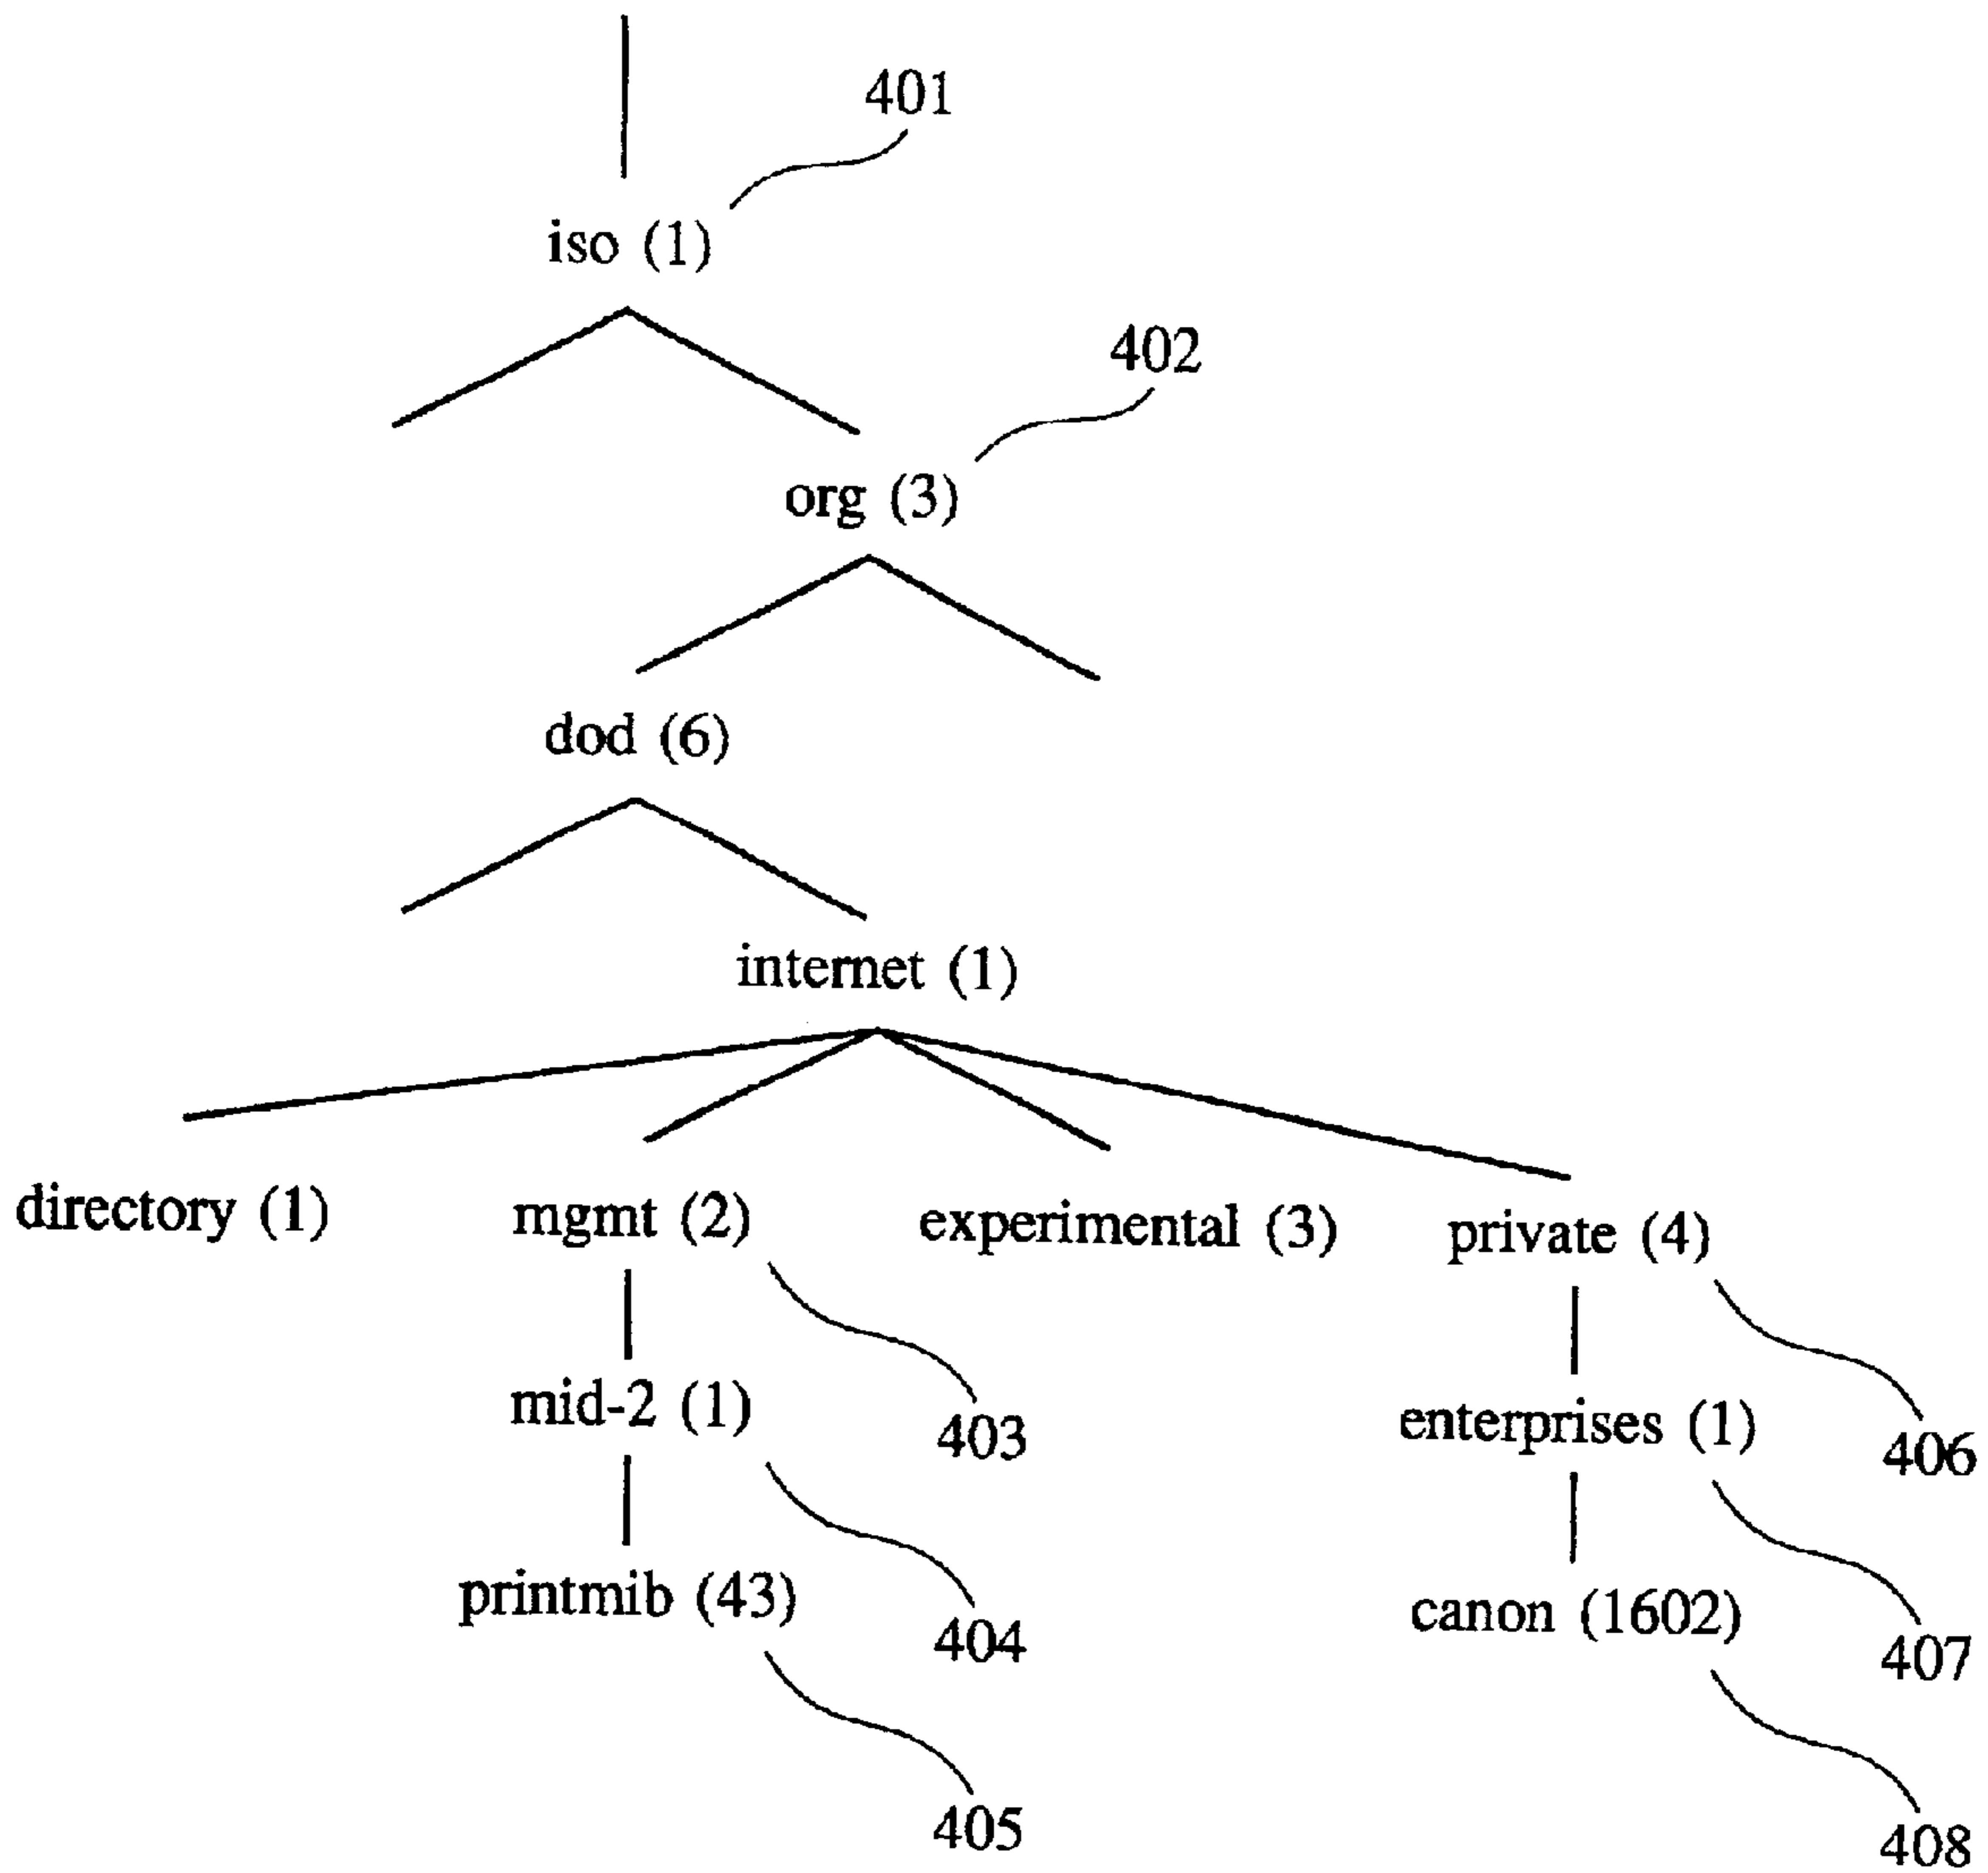 401
iso (1)
402
org (3)
dod (6)
internet (1)
directory (1) mgmt (2) experimental (3) private (4)
mid-2 (1) 403 enterprises (1) 406
printmib (43) 404 canon (1602) 407
405 408